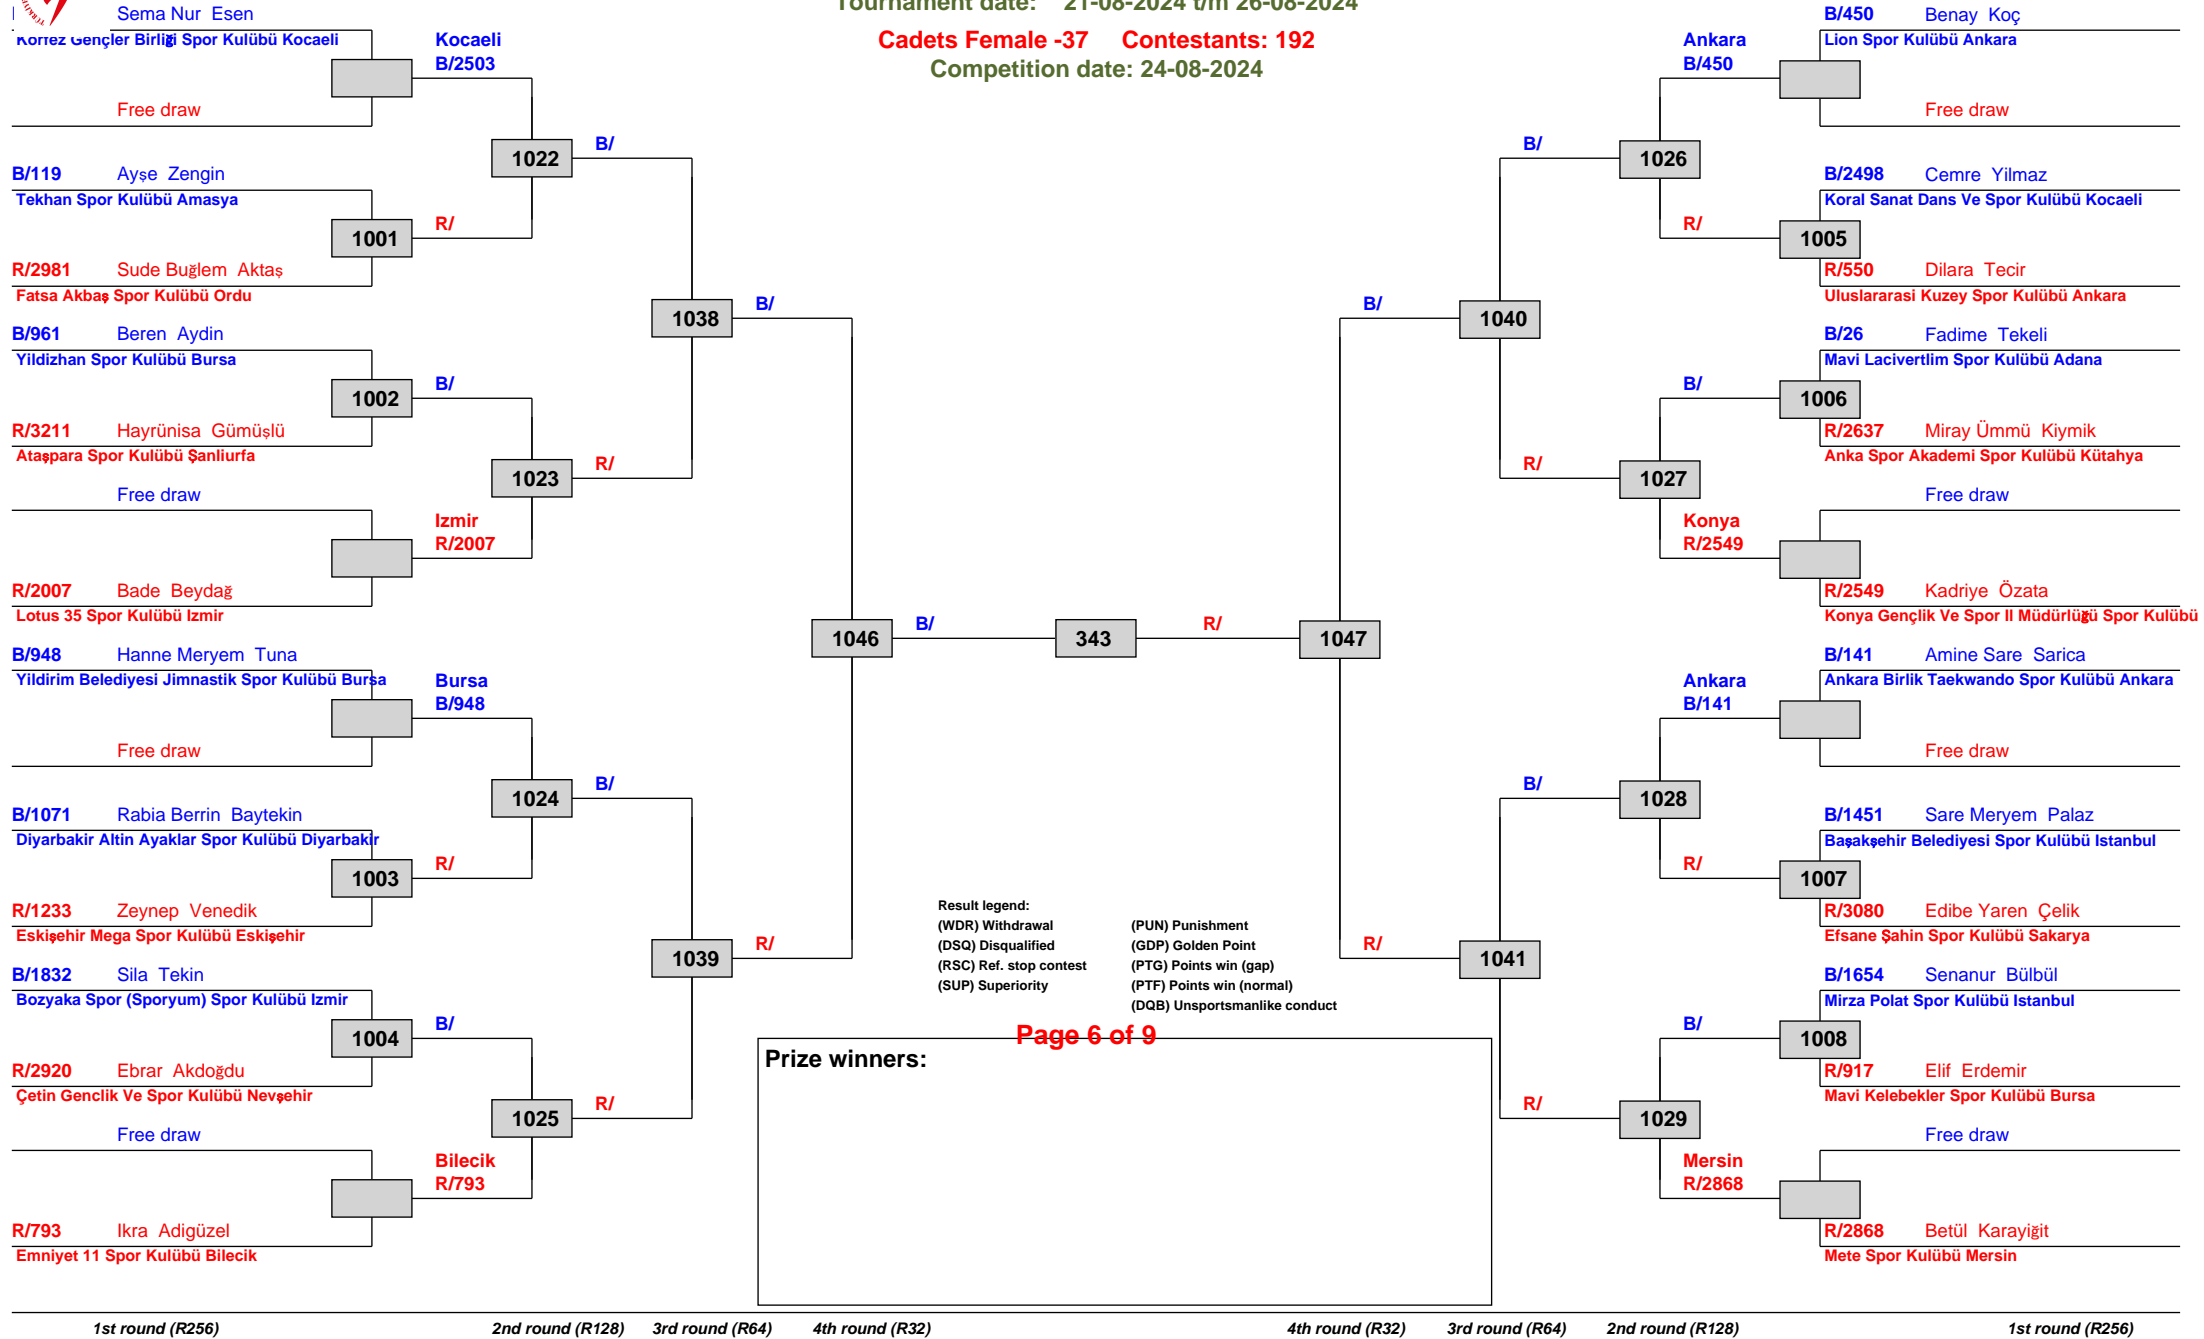 Tournament date: 21-08-2024 t/m 26-08-2024
Cadets Female -37 Contestants: 192
Competition date: 24-08-2024
Sema Nur Esen
Körfez Gençler Birliği Spor Kulübü Kocaeli
Free draw
B/119 Ayşe Zengin
Tekhan Spor Kulübü Amasya
R/2981 Sude Buğlem Aktaş
Fatsa Akbaş Spor Kulübü Ordu
B/961 Beren Aydin
Yildizhan Spor Kulübü Bursa
R/3211 Hayrünisa Gümüşlü
Ataşpara Spor Kulübü Şanliurfa
Free draw
R/2007 Bade Beydağ
Lotus 35 Spor Kulübü Izmir
B/948 Hanne Meryem Tuna
Yildirim Belediyesi Jimnastik Spor Kulübü Bursa
Free draw
B/1071 Rabia Berrin Baytekin
Diyarbakir Altin Ayaklar Spor Kulübü Diyarbakir
R/1233 Zeynep Venedik
Eskişehir Mega Spor Kulübü Eskişehir
B/1832 Sila Tekin
Bozyaka Spor (Sporyum) Spor Kulübü Izmir
R/2920 Ebrar Akdoğdu
Çetin Genclik Ve Spor Kulübü Nevşehir
Free draw
R/793 Ikra Adigüzel
Emniyet 11 Spor Kulübü Bilecik
1001
1002
1003
1004
Kocaeli
B/2503
R/
B/
Izmir
R/2007
Bursa
B/948
R/
B/
Bilecik
R/793
1022
1023
1024
1025
B/
R/
B/
R/
1038
1039
B/
R/
1046
B/
343
R/
1047
B/
R/
1040
1041
B/
R/
B/
R/
1026
1027
1028
1029
Ankara
B/450
R/
B/
Konya
R/2549
Ankara
B/141
R/
B/
Mersin
R/2868
1005
1006
1007
1008
B/450 Benay Koç
Lion Spor Kulübü Ankara
Free draw
B/2498 Cemre Yilmaz
Koral Sanat Dans Ve Spor Kulübü Kocaeli
R/550 Dilara Tecir
Uluslararasi Kuzey Spor Kulübü Ankara
B/26 Fadime Tekeli
Mavi Lacivertlim Spor Kulübü Adana
R/2637 Miray Ümmü Kiymik
Anka Spor Akademi Spor Kulübü Kütahya
Free draw
R/2549 Kadriye Özata
Konya Gençlik Ve Spor Il Müdürlüğü Spor Kulübü
B/141 Amine Sare Sarica
Ankara Birlik Taekwando Spor Kulübü Ankara
Free draw
B/1451 Sare Meryem Palaz
Başakşehir Belediyesi Spor Kulübü Istanbul
R/3080 Edibe Yaren Çelik
Efsane Şahin Spor Kulübü Sakarya
B/1654 Senanur Bülbül
Mirza Polat Spor Kulübü Istanbul
R/917 Elif Erdemir
Mavi Kelebekler Spor Kulübü Bursa
Free draw
R/2868 Betül Karayiğit
Mete Spor Kulübü Mersin
Result legend:
(WDR) Withdrawal (PUN) Punishment
(DSQ) Disqualified (GDP) Golden Point
(RSC) Ref. stop contest (PTG) Points win (gap)
(SUP) Superiority (PTF) Points win (normal)
(DQB) Unsportsmanlike conduct
Page 6 of 9
Prize winners:
1st round (R256) 2nd round (R128) 3rd round (R64) 4th round (R32) 4th round (R32) 3rd round (R64) 2nd round (R128) 1st round (R256)